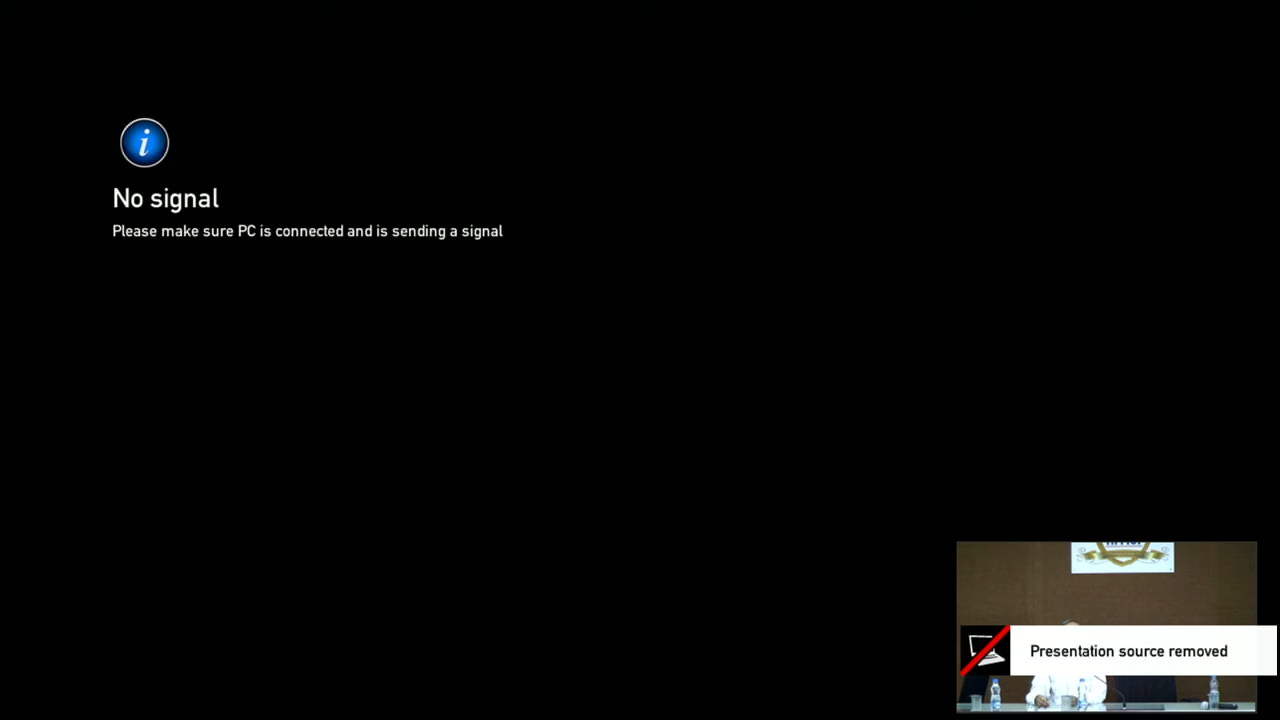 No signal
Please make sure PC is connected and is sending a signal
Presentation source removed